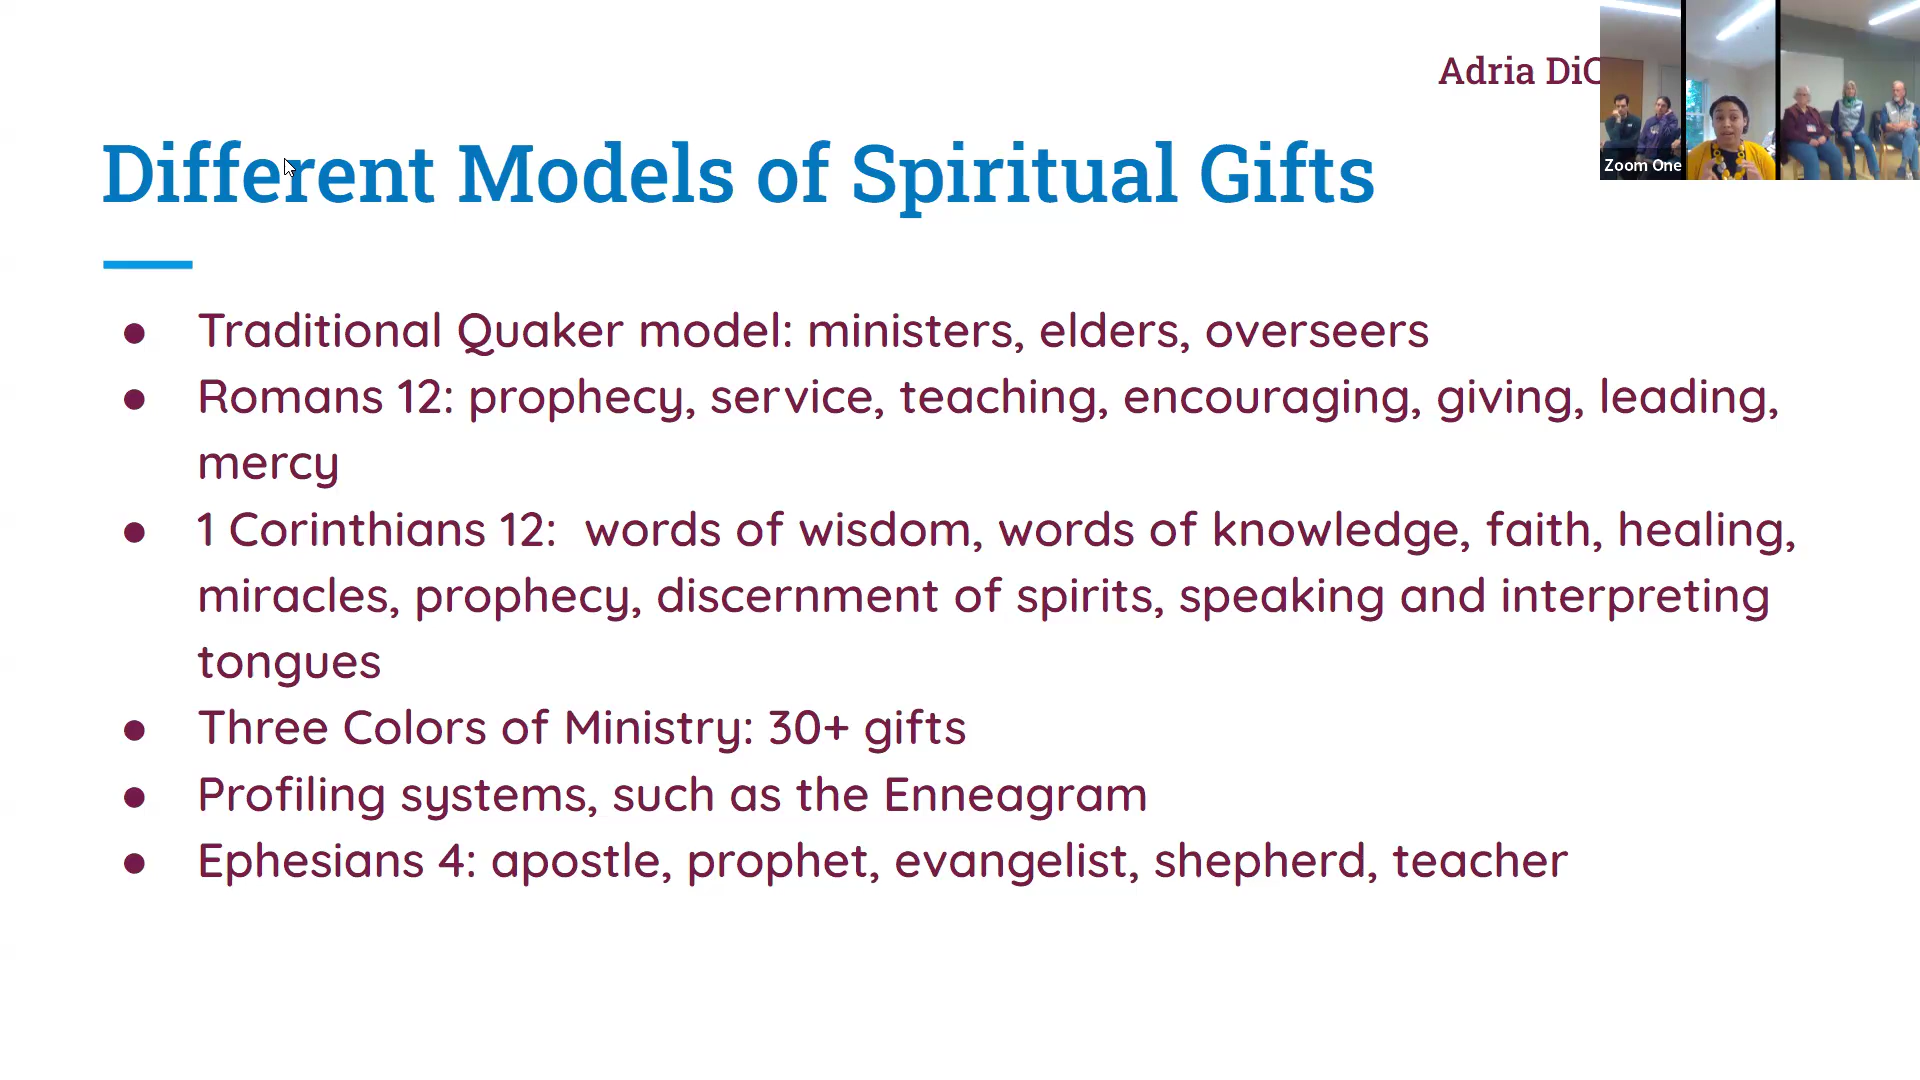 Adria DiC
Zoom One
Different Models of Spiritual Gifts
● Traditional Quaker model: ministers, elders, overseers
● Romans 12: prophecy, service, teaching, encouraging, giving, leading,
mercy
● 1 Corinthians 12: words of wisdom, words of knowledge, faith, healing,
miracles, prophecy, discernment of spirits, speaking and interpreting
tongues
● Three Colors of Ministry: 30+ gifts
● Profiling systems, such as the Enneagram
● Ephesians 4: apostle, prophet, evangelist, shepherd, teacher